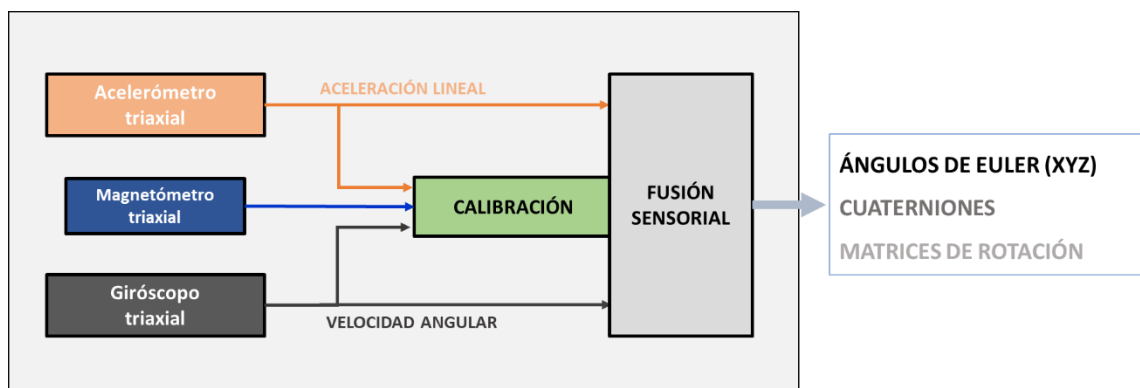 Acelerómetro
triaxial
ACELERACIÓN LINEAL
Magnetómetro
triaxial
CALIBRACIÓN
Giróscopo
triaxial
VELOCIDAD ANGULAR
FUSIÓN
SENSORIAL
ÁNGULOS DE EULER (XYZ)
CUATERNIONES
MATRICES DE ROTACIÓN